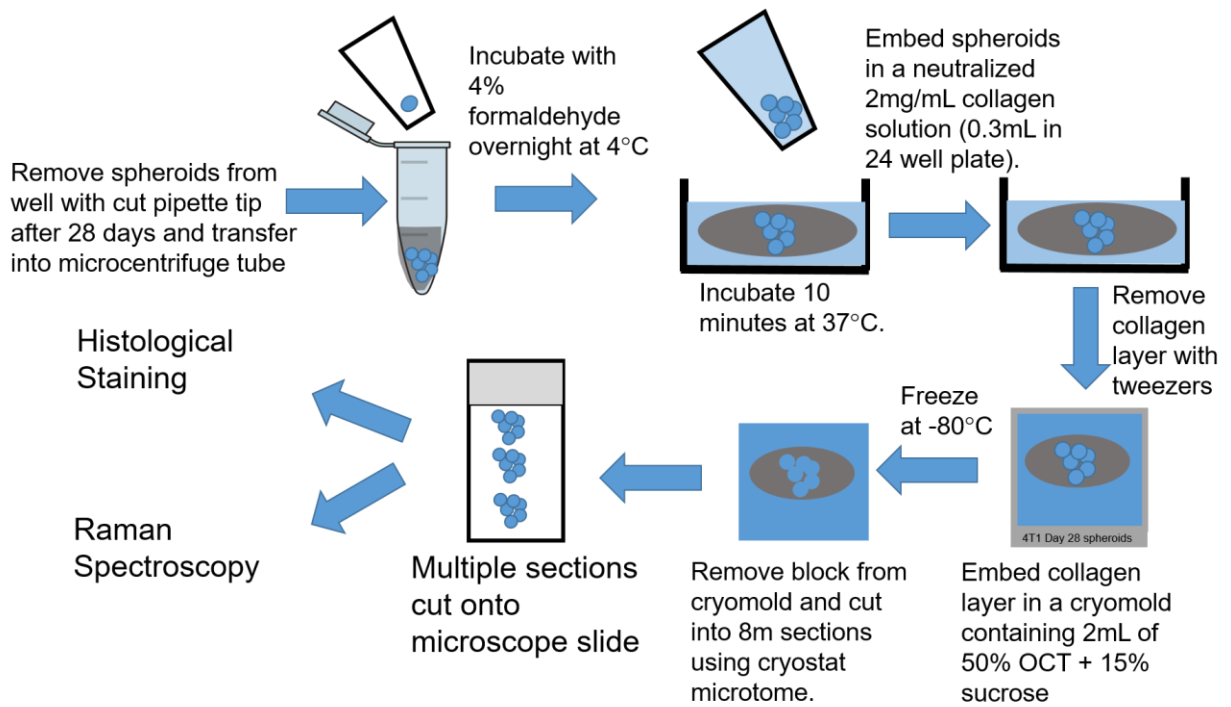 Remove spheroids from
well with cut pipette tip
after 28 days and transfer
into microcentrifuge tube
Incubate with
4%
formaldehyde
overnight at 4°C
Embed spheroids
in a neutralized
2mg/mL collagen
solution (0.3mL in
24 well plate).
Incubate 10
minutes at 37°C.
Remove
collagen
layer with
tweezers
4T1 Day 28 spheroids
Embed collagen
layer in a cryomold
containing 2mL of
50% OCT + 15%
sucrose
Freeze
at -80°C
Remove block from
cryomold and cut
into 8m sections
using cryostat
microtome.
Multiple sections
cut onto
microscope slide
Histological
Staining
Raman
Spectroscopy